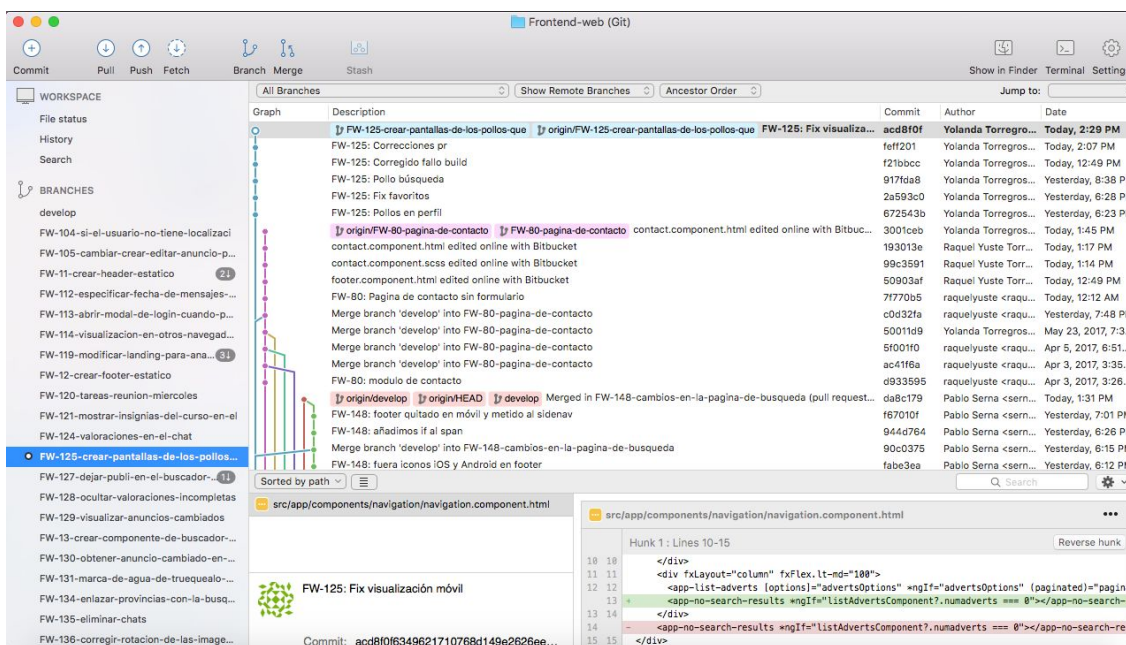 Frontend-web (Git)
Commit Pull Push Fetch Branch Merge Stash Show in Finder Terminal Setting
All Branches Show Remote Branches Ancestor Order Jump to:
Graph Description Commit Author Date
WORKSPACE
File status
History
Search
BRANCHES
develop
FW-104-si-el-usuario-no-tiene-localizaci
FW-105-cambiar-crear-editar-anuncio-p...
FW-11-crear-header-estatico 2↓
FW-112-especificar-fecha-de-mensajes-...
FW-113-abrir-modal-de-login-cuando-p...
FW-114-visualizacion-en-otros-navegad...
FW-119-modificar-landing-para-ana... 3↓
FW-12-crear-footer-estatico
FW-120-tareas-reunion-miercoles
FW-121-mostrar-insignias-del-curso-en-el
FW-124-valoraciones-en-el-chat
FW-125-crear-pantallas-de-los-pollos...
FW-127-dejar-publi-en-el-buscador-... 1↓
FW-128-ocultar-valoraciones-incompletas
FW-129-visualizar-anuncios-cambiados
FW-13-crear-componente-de-buscador-...
FW-130-obtener-anuncio-cambiado-en-...
FW-131-marca-de-agua-de-truequealo-...
FW-134-enlazar-provincias-con-la-busq...
FW-135-eliminar-chats
FW-136-corregir-rotacion-de-las-image...
FW-125-crear-pantallas-de-los-pollos-que origin/FW-125-crear-pantallas-de-los-pollos-que FW-125: Fix visualiza... acd8f0f Yolanda Torregro... Today, 2:29 PM
FW-125: Correcciones pr feff201 Yolanda Torregros... Today, 2:07 PM
FW-125: Corregido fallo build f21bbcc Yolanda Torregros... Today, 12:49 PM
FW-125: Pollo búsqueda 917fda8 Yolanda Torregros... Yesterday, 8:38 P
FW-125: Fix favoritos 2a593c0 Yolanda Torregros... Yesterday, 6:28 P
FW-125: Pollos en perfil 672543b Yolanda Torregros... Yesterday, 6:23 P
origin/FW-80-pagina-de-contacto FW-80-pagina-de-contacto contact.component.html edited online with Bitbuc... 3001ceb Yolanda Torregros... Today, 1:45 PM
contact.component.html edited online with Bitbucket 193013e Raquel Yuste Torr... Today, 1:17 PM
contact.component.scss edited online with Bitbucket 99c3591 Raquel Yuste Torr... Today, 1:14 PM
footer.component.html edited online with Bitbucket 50903af Raquel Yuste Torr... Today, 12:49 PM
FW-80: Pagina de contacto sin formulario 7f770b5 raquelyuste <raqu... Today, 12:12 AM
Merge branch 'develop' into FW-80-pagina-de-contacto c0d32fa raquelyuste <raqu... Yesterday, 7:48 P
Merge branch 'develop' into FW-80-pagina-de-contacto 50011d9 Yolanda Torregros... May 23, 2017, 7:3.
Merge branch 'develop' into FW-80-pagina-de-contacto 5f001f0 raquelyuste <raqu... Apr 5, 2017, 6:51..
Merge branch 'develop' into FW-80-pagina-de-contacto ac41f6a raquelyuste <raqu... Apr 3, 2017, 3:35.
FW-80: modulo de contacto d933595 raquelyuste <raqu... Apr 3, 2017, 3:26.
origin/develop origin/HEAD develop Merged in FW-148-cambios-en-la-pagina-de-busqueda (pull request... da8c179 Pablo Serna <sern... Today, 1:31 PM
FW-148: footer quitado en móvil y metido al sidenav f67010f Pablo Serna <sern... Yesterday, 7:01 PM
FW-148: añadimos if al span 944d764 Pablo Serna <sern... Yesterday, 6:26 P
Merge branch 'develop' into FW-148-cambios-en-la-pagina-de-busqueda 90c0375 Pablo Serna <sern... Yesterday, 6:15 PM
FW-148: fuera iconos iOS y Android en footer fabe3ea Pablo Serna <sern... Yesterday, 6:12 PM
Sorted by path Search
src/app/components/navigation/navigation.component.html
FW-125: Fix visualización móvil
Commit: acd8f0f6349621710768d149e2626ee...
src/app/components/navigation/navigation.component.html
Hunk 1 : Lines 10-15 Reverse hunk
10 10 </div>
11 11 <div fxLayout="column" fxFlex.lt-md="100">
12 12 <app-list-adverts [options]="advertsOptions" *ngIf="advertsOptions" (paginated)="pagin
13 + <app-no-search-results *ngIf="listAdvertsComponent?.numadverts === 0"></app-no-search-
13 14 </div>
14 - <app-no-search-results *ngIf="listAdvertsComponent?.numadverts === 0"></app-no-search-re
15 15 </div>